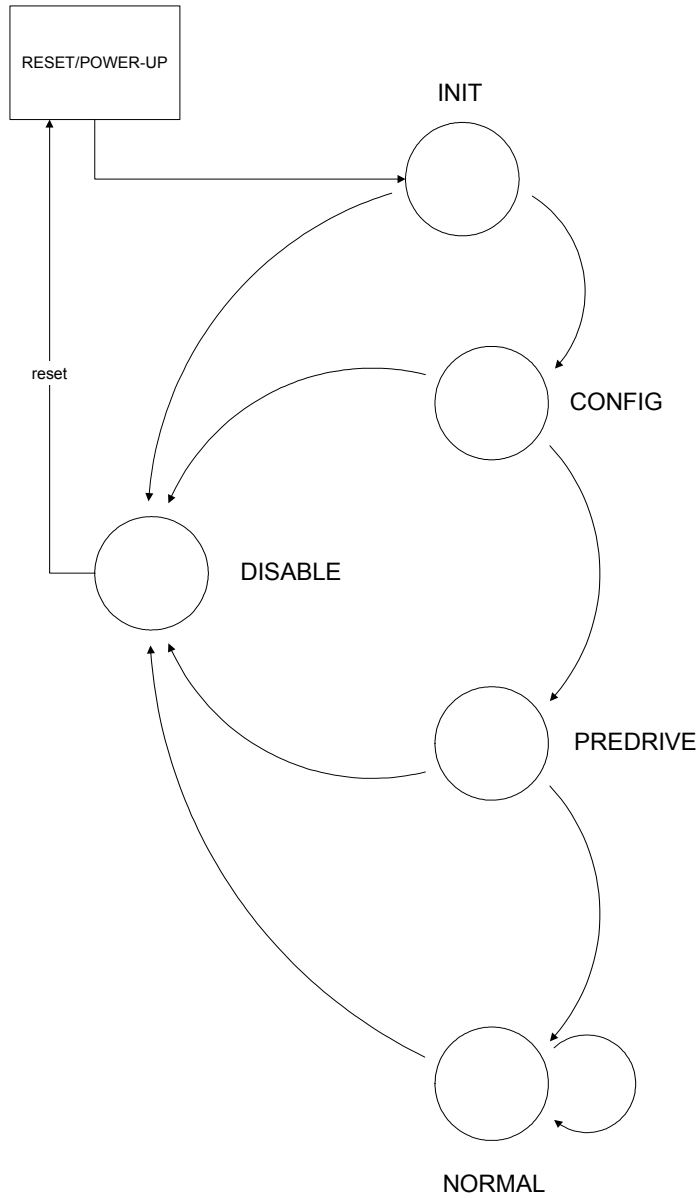 RESET/POWER-UP
INIT
reset
CONFIG
DISABLE
PREDRIVE
NORMAL